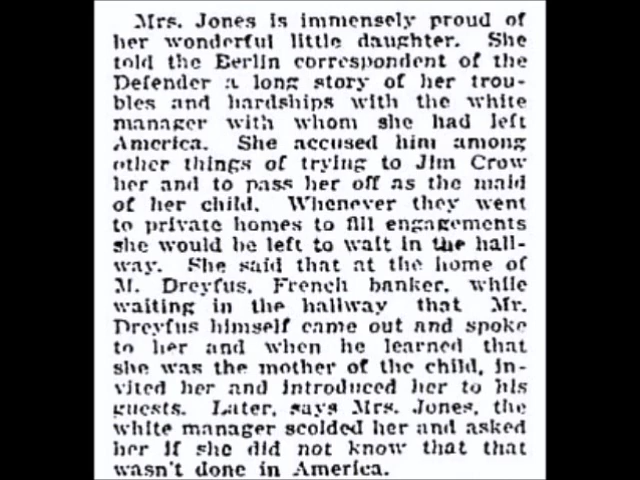 Mrs. Jones is immensely proud of
her wonderful little daughter. She
told the Berlin correspondent of the
Defender a long story of her trou-
bles and hardships with the white
manager with whom she had left
America. She accused him among
other things of trying to Jim Crow
her and to pass her off as the maid
of her child. Whenever they went
to private homes to fill engagements
she would be left to wait in the hall-
way. She said that at the home of
M. Dreyfus, French banker, while
waiting in the hallway that Mr.
Dreyfus himself came out and spoke
to her and when he learned that
she was the mother of the child, in-
vited her and introduced her to his
guests. Later, says Mrs. Jones, the
white manager scolded her and asked
her if she did not know that that
wasn't done in America.